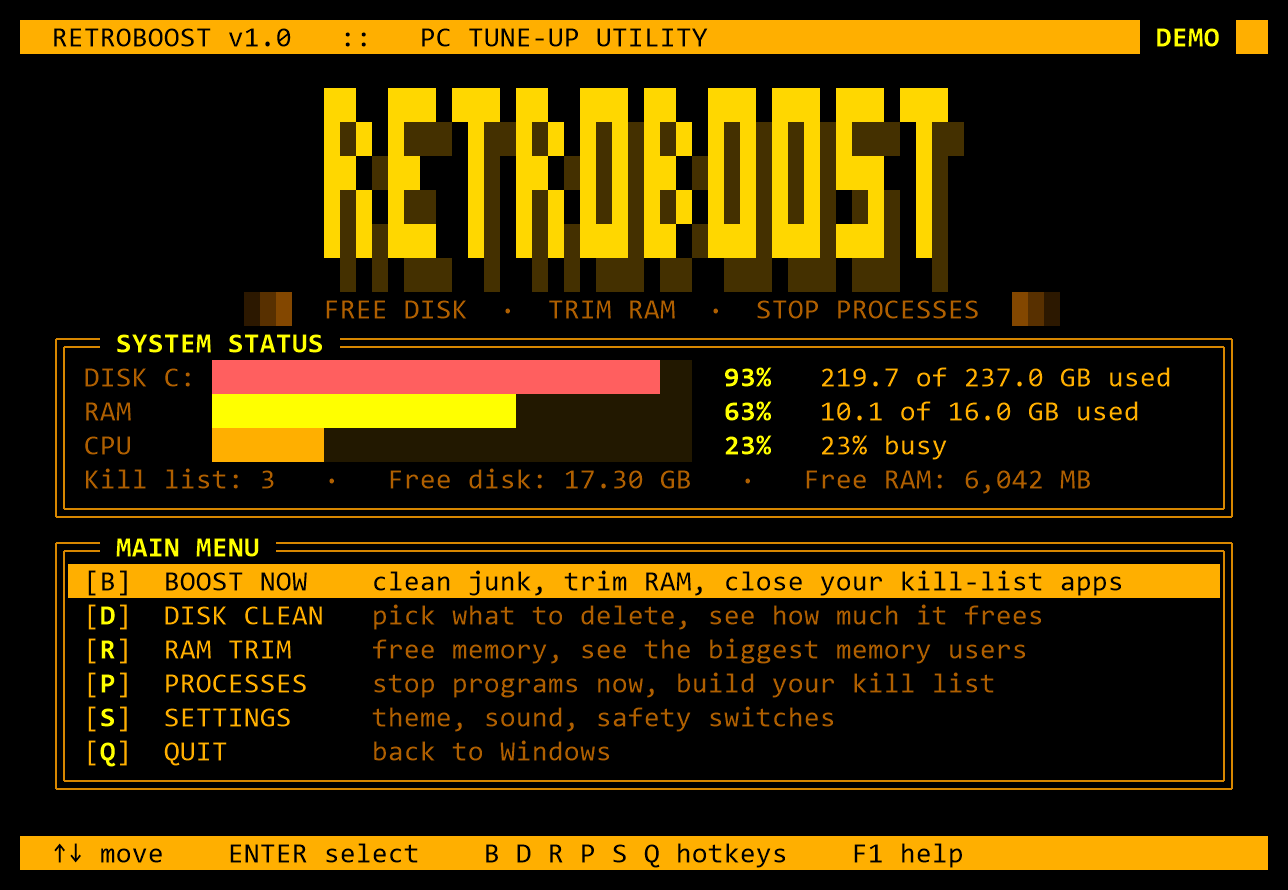 RETROBOOST v1.0 :: PC TUNE-UP UTILITY DEMO
RETROBOOST
FREE DISK · TRIM RAM · STOP PROCESSES
SYSTEM STATUS
DISK C: 93% 219.7 of 237.0 GB used
RAM 63% 10.1 of 16.0 GB used
CPU 23% 23% busy
Kill list: 3 · Free disk: 17.30 GB · Free RAM: 6,042 MB
MAIN MENU
[B] BOOST NOW clean junk, trim RAM, close your kill-list apps
[D] DISK CLEAN pick what to delete, see how much it frees
[R] RAM TRIM free memory, see the biggest memory users
[P] PROCESSES stop programs now, build your kill list
[S] SETTINGS theme, sound, safety switches
[Q] QUIT back to Windows
↑↓ move ENTER select B D R P S Q hotkeys F1 help